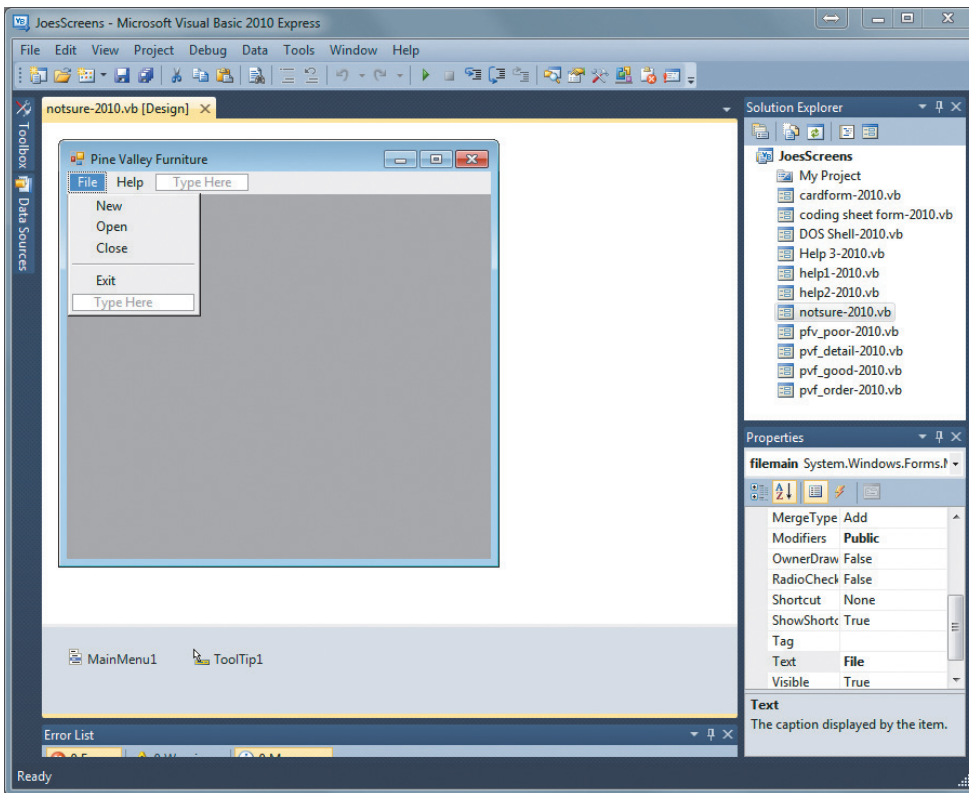 JoesScreens - Microsoft Visual Basic 2010 Express
File Edit View Project Debug Data Tools Window Help
Toolbox
Data Sources
notsure-2010.vb [Design]
Pine Valley Furniture
File Help Type Here
New
Open
Close
Exit
Type Here
MainMenu1 ToolTip1
Error List
Solution Explorer
JoesScreens
My Project
cardform-2010.vb
coding sheet form-2010.vb
DOS Shell-2010.vb
Help 3-2010.vb
help1-2010.vb
help2-2010.vb
notsure-2010.vb
pfv_poor-2010.vb
pvf_detail-2010.vb
pvf_good-2010.vb
pvf_order-2010.vb
Properties
filemain System.Windows.Forms.
MergeType Add
Modifiers Public
OwnerDraw False
RadioCheck False
Shortcut None
ShowShortc True
Tag
Text File
Visible True
Text
The caption displayed by the item.
Ready